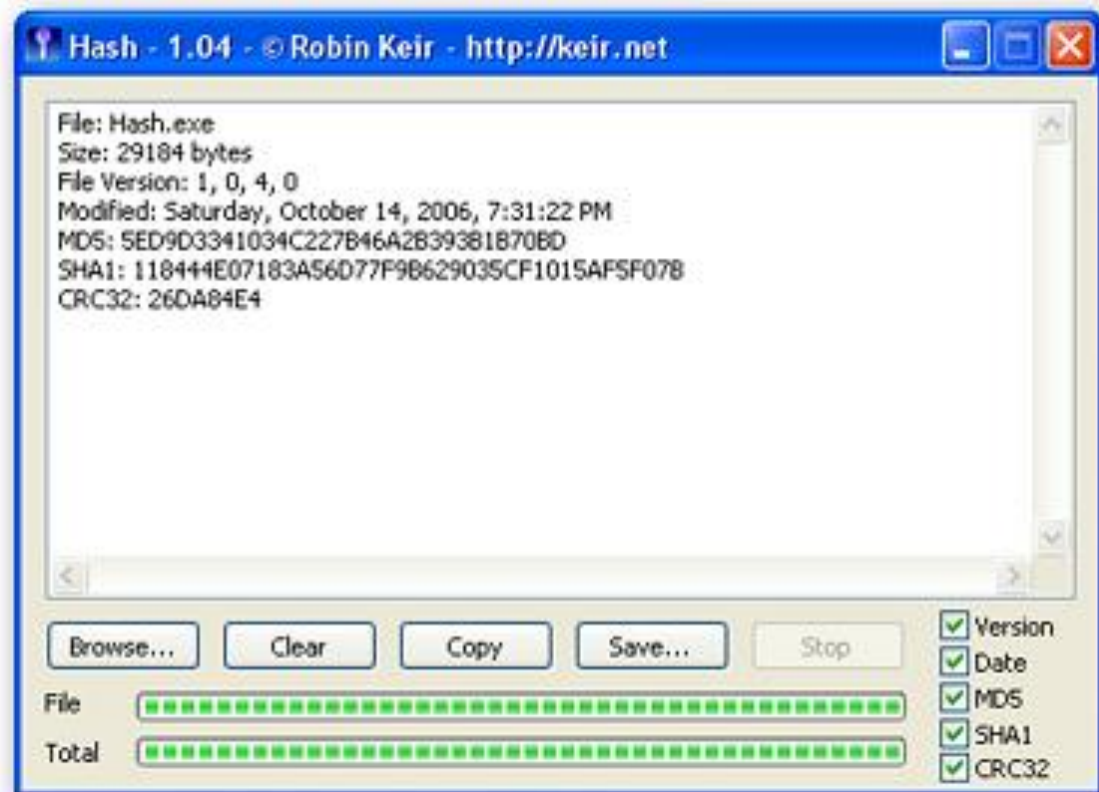 Hash - 1.04 - © Robin Keir - http://keir.net
File: Hash.exe
Size: 29184 bytes
File Version: 1, 0, 4, 0
Modified: Saturday, October 14, 2006, 7:31:22 PM
MD5: 5ED9D3341034C227B46A2B393B1B70BD
SHA1: 118444E07183A56D77F9B629035CF1015AF5F07B
CRC32: 26DA84E4
Browse... Clear Copy Save... Stop
Version
Date
File
MD5
SHA1
Total
CRC32